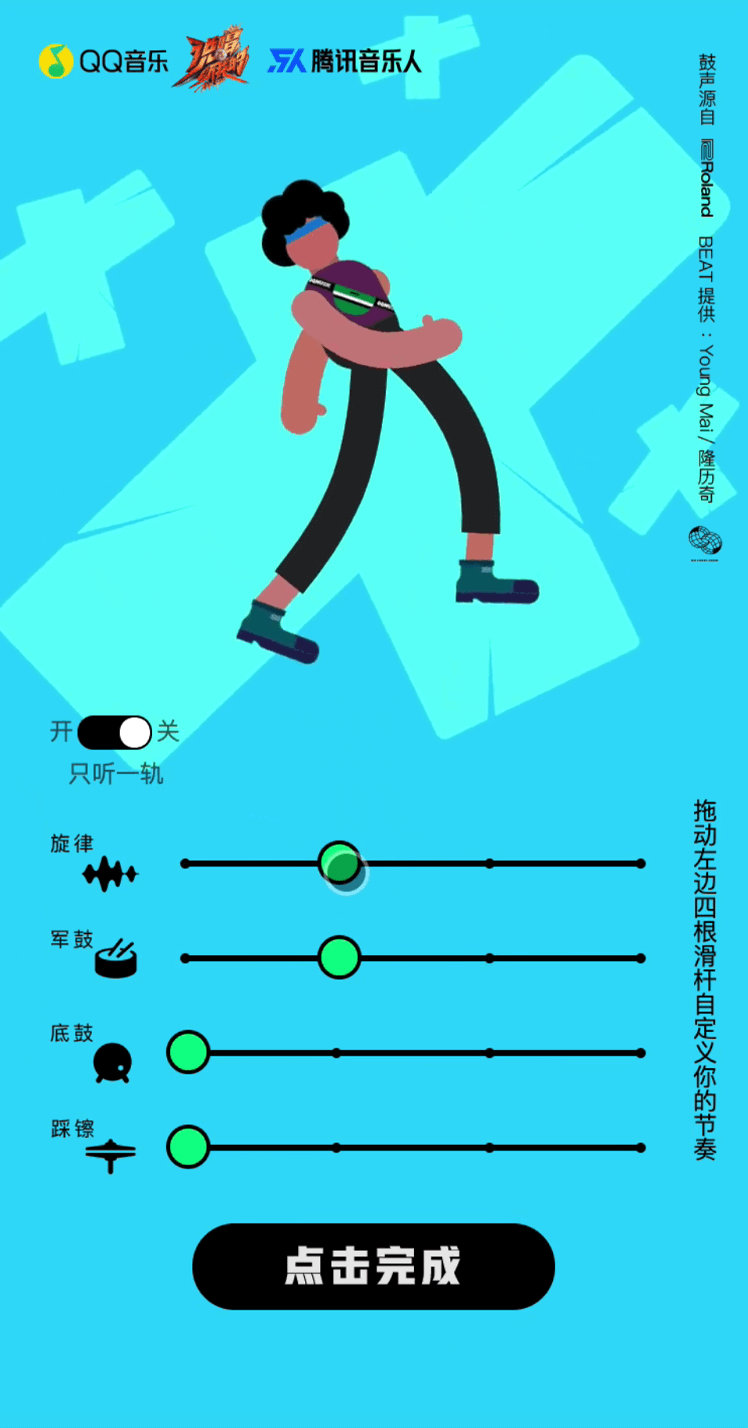 QQ音乐
腾讯音乐人
鼓声源自 Roland BEAT 提供：Young Mai / 隆历奇
开 关
只听一轨
旋律
军鼓
底鼓
踩镲
拖动左边四根滑杆自定义你的节奏
点击完成